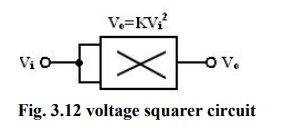 Vₒ=KVᵢ²
Vᵢ
Vₒ
Fig. 3.12 voltage squarer circuit